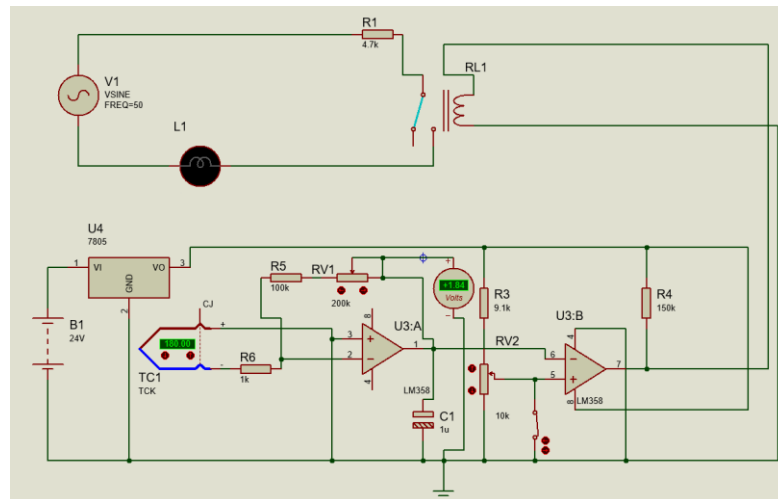 R1
4.7k
V1
VSINE
FREQ=50
RL1
L1
U4
7805
1
VI
VO
3
GND
2
B1
24V
CJ
+
180.00
-
TC1
TCK
R5
100k
RV1
200k
R6
1k
+
+1.84
Volts
-
8
3
+
2
-
4
1
U3:A
LM358
C1
1u
R3
9.1k
RV2
10k
U3:B
4
6
-
5
+
7
8
LM358
R4
150k